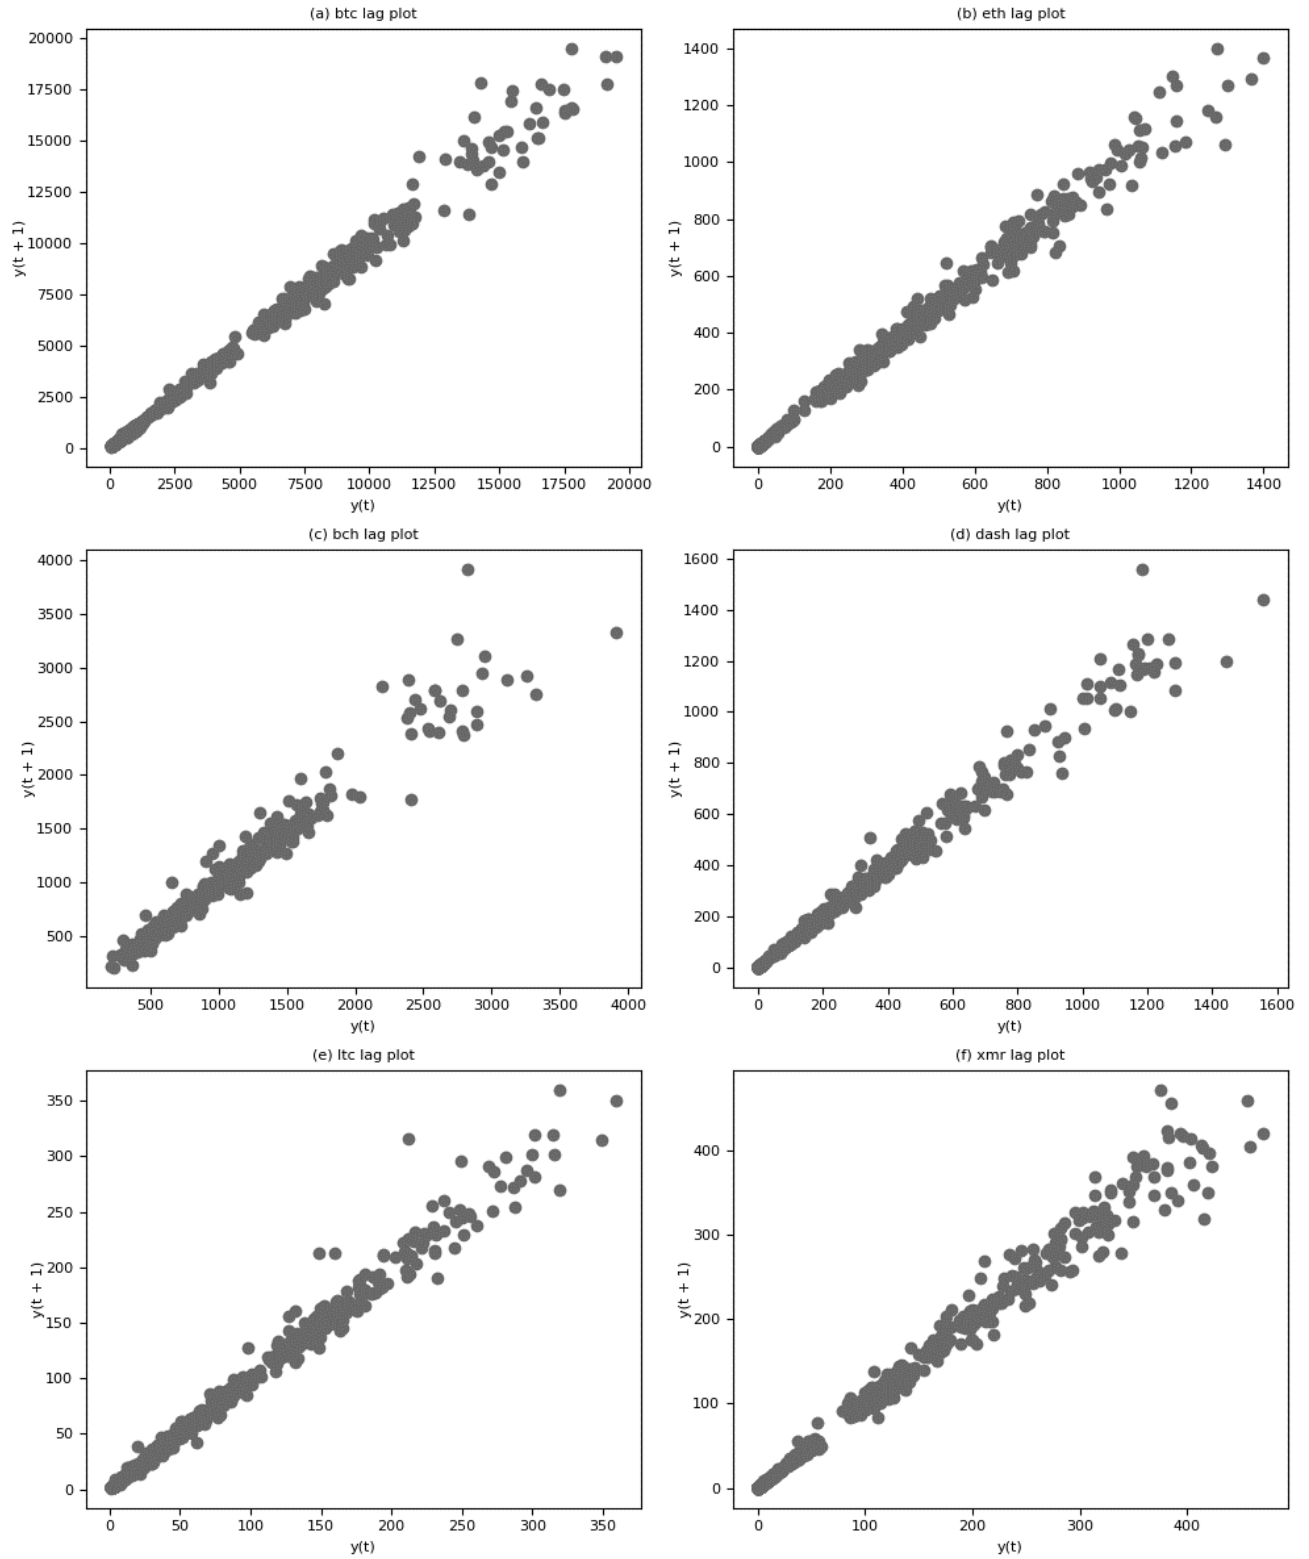 (a) btc lag plot
20000
17500
15000
12500
10000
7500
5000
2500
0
y(t + 1)
0 2500 5000 7500 10000 12500 15000 17500 20000
y(t)
(b) eth lag plot
1400
1200
1000
800
600
400
200
0
y(t + 1)
0 200 400 600 800 1000 1200 1400
y(t)
(c) bch lag plot
4000
3500
3000
2500
2000
1500
1000
500
y(t + 1)
500 1000 1500 2000 2500 3000 3500 4000
y(t)
(d) dash lag plot
1600
1400
1200
1000
800
600
400
200
0
y(t + 1)
0 200 400 600 800 1000 1200 1400 1600
y(t)
(e) ltc lag plot
350
300
250
200
150
100
50
0
y(t + 1)
0 50 100 150 200 250 300 350
y(t)
(f) xmr lag plot
400
300
200
100
0
y(t + 1)
0 100 200 300 400
y(t)